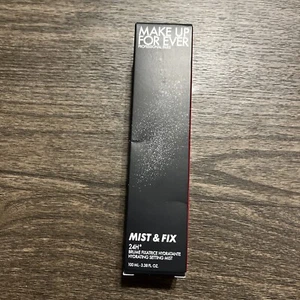 MAKE UP
FOR EVER
MIST & FIX
24H*
BRUME FIXATRICE HYDRATANTE
HYDRATING SETTING MIST
100 ML - 3.38 FL. OZ.